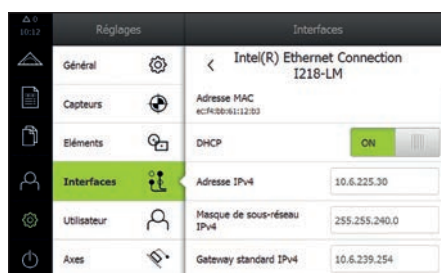 △ 0
10:12
Réglages
Interfaces
Général
Capteurs
Eléments
Interfaces
Utilisateur
Axes
Intel(R) Ethernet Connection
I218-LM
Adresse MAC
ec:f4:bb:61:12:b3
DHCP
ON
Adresse IPv4
10.6.225.30
Masque de sous-réseau
IPv4
255.255.240.0
Gateway standard IPv4
10.6.239.254